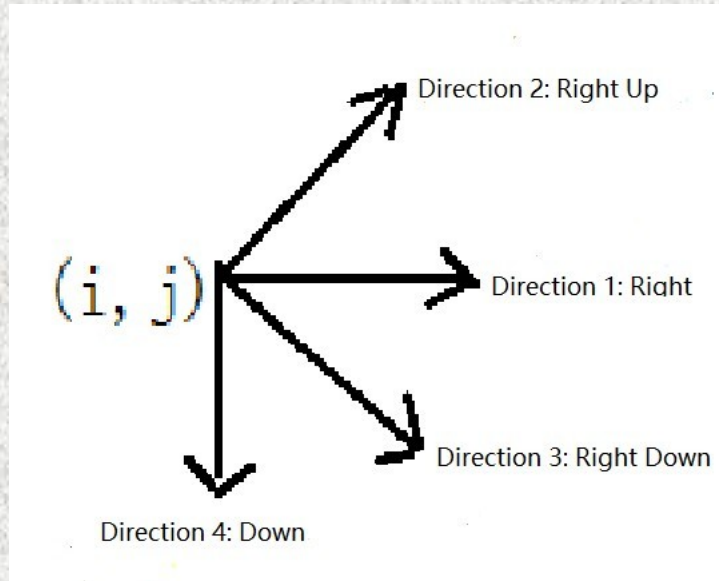 Direction 2: Right Up
(i, j)
Direction 1: Right
Direction 3: Right Down
Direction 4: Down